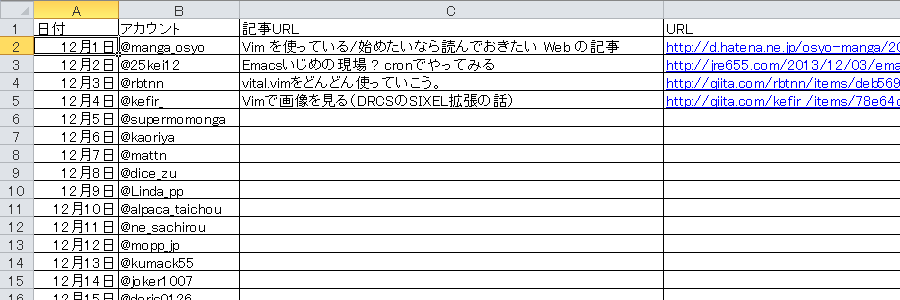 A B C
1 日付 アカウント 記事URL URL
2 12月1日 @manga_osyo Vim を使っている/始めたいなら読んでおきたい Web の記事 http://d.hatena.ne.jp/osyo-manga/20
3 12月2日 @25kel12 Emacsいじめの現場？ cronでやってみる http://jre655.com/2013/12/03/ema
4 12月3日 @rbtnn vital.vimをどんどん使っていこう。 http://qiita.com/rbtnn/items/deb569
5 12月4日 @kefir_ Vimで画像を見る（DRCSのSIXEL拡張の話） http://qiita.com/kefir_/items/78e64c
6 12月5日 @supermomonga
7 12月6日 @kaoriya
8 12月7日 @mattn
9 12月8日 @dice_zu
10 12月9日 @Linda_pp
11 12月10日 @alpaca_taichou
12 12月11日 @ne_sachirou
13 12月12日 @mopp_jp
14 12月13日 @kumack55
15 12月14日 @joker1007
16 12月15日